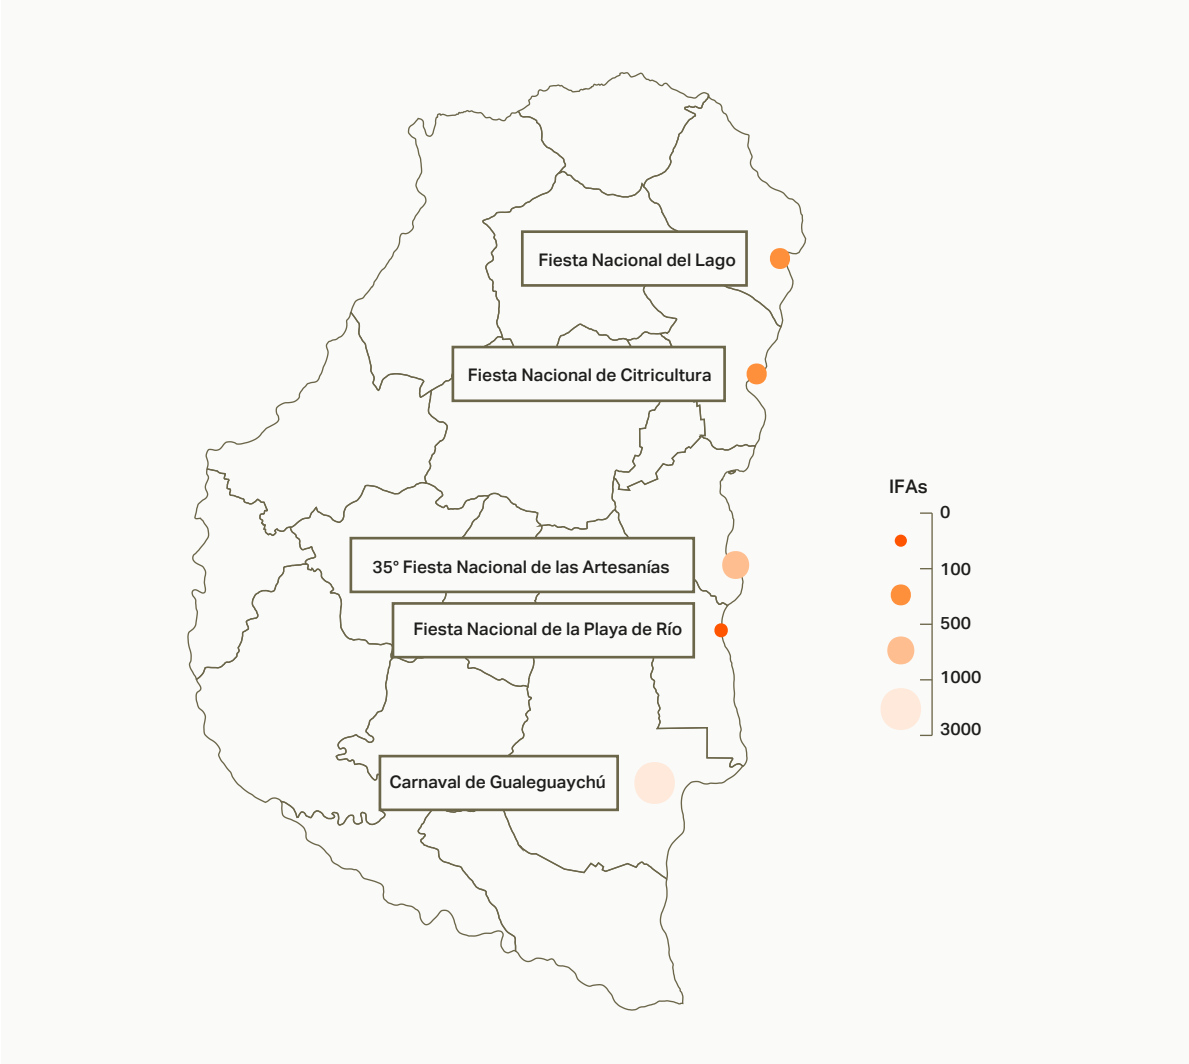 Fiesta Nacional del Lago
Fiesta Nacional de Citricultura
35° Fiesta Nacional de las Artesanías
Fiesta Nacional de la Playa de Río
Carnaval de Gualeguaychú
IFAs
0
100
500
1000
3000